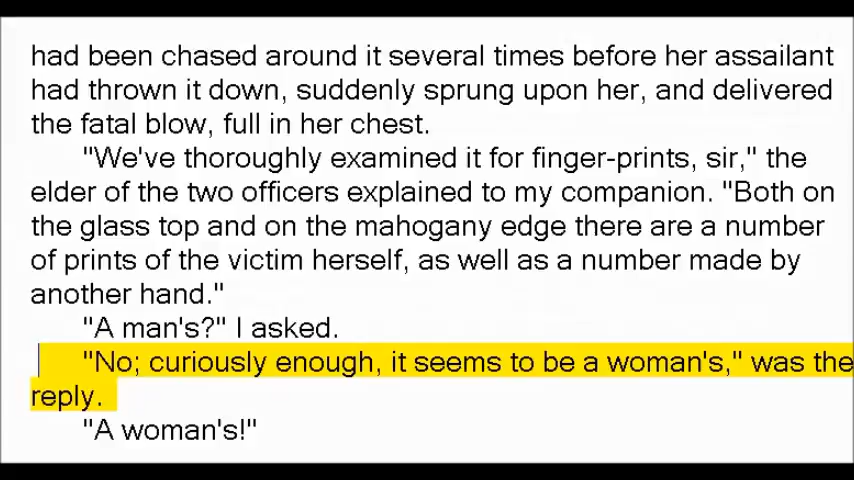 had been chased around it several times before her assailant
had thrown it down, suddenly sprung upon her, and delivered
the fatal blow, full in her chest.
"We've thoroughly examined it for finger-prints, sir," the
elder of the two officers explained to my companion. "Both on
the glass top and on the mahogany edge there are a number
of prints of the victim herself, as well as a number made by
another hand."
"A man's?" I asked.
"No; curiously enough, it seems to be a woman's," was the
reply.
"A woman's!"